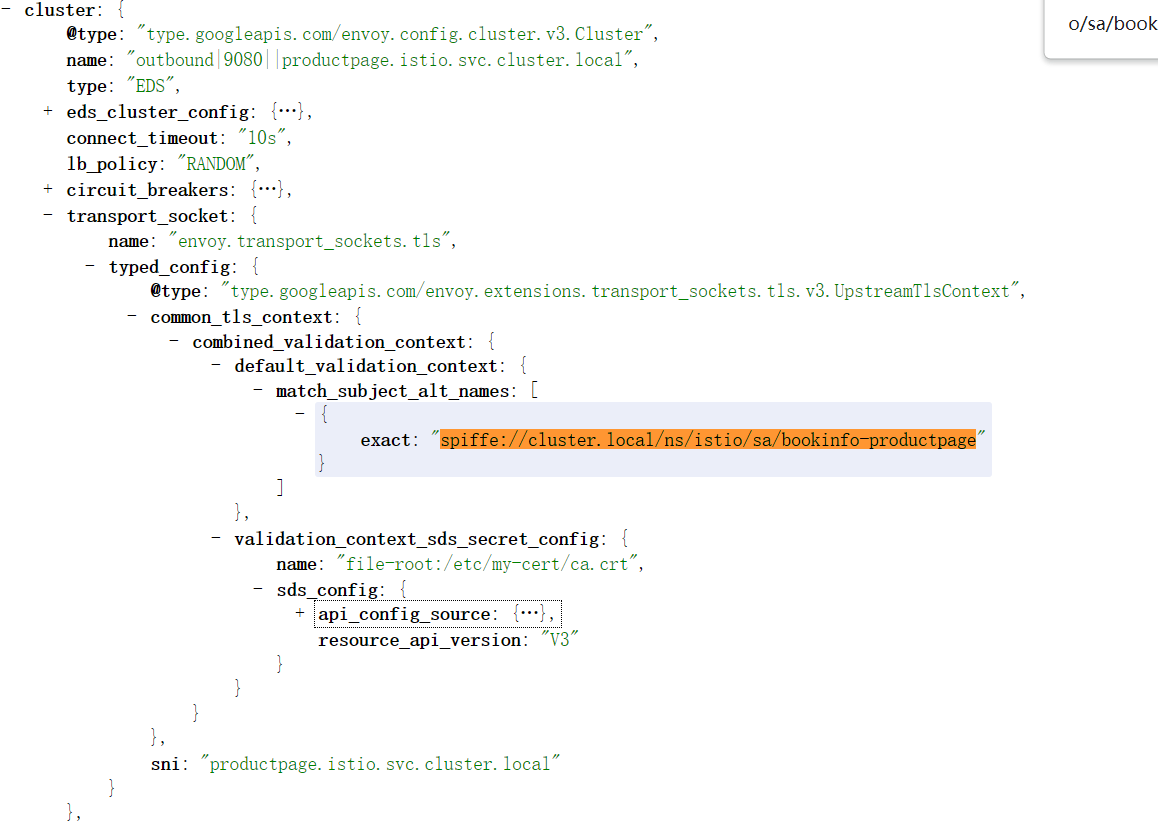 o/sa/book
- cluster: {
@type: "type.googleapis.com/envoy.config.cluster.v3.Cluster",
name: "outbound|9080||productpage.istio.svc.cluster.local",
type: "EDS",
+ eds_cluster_config: {…},
connect_timeout: "10s",
lb_policy: "RANDOM",
+ circuit_breakers: {…},
- transport_socket: {
name: "envoy.transport_sockets.tls",
- typed_config: {
@type: "type.googleapis.com/envoy.extensions.transport_sockets.tls.v3.UpstreamTlsContext",
- common_tls_context: {
- combined_validation_context: {
- default_validation_context: {
- match_subject_alt_names: [
- {
exact: "spiffe://cluster.local/ns/istio/sa/bookinfo-productpage"
}
]
},
- validation_context_sds_secret_config: {
name: "file-root:/etc/my-cert/ca.crt",
- sds_config: {
+ api_config_source: {…},
resource_api_version: "V3"
}
}
}
},
sni: "productpage.istio.svc.cluster.local"
}
},